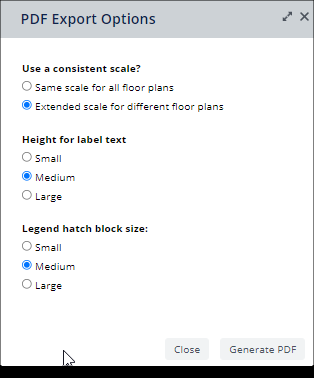 PDF Export Options
Use a consistent scale?
Same scale for all floor plans
Extended scale for different floor plans
Height for label text
Small
Medium
Large
Legend hatch block size:
Small
Medium
Large
Close Generate PDF